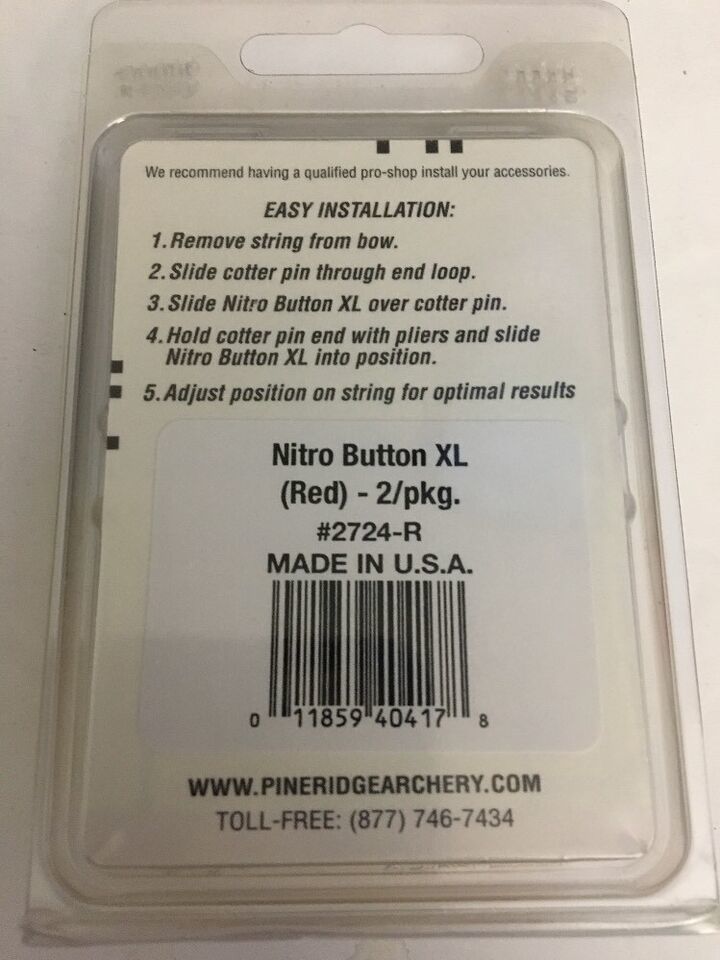 We recommend having a qualified pro-shop install your accessories.
EASY INSTALLATION:
1. Remove string from bow.
2. Slide cotter pin through end loop.
3. Slide Nitro Button XL over cotter pin.
4. Hold cotter pin end with pliers and slide
Nitro Button XL into position.
5. Adjust position on string for optimal results
Nitro Button XL
(Red) - 2/pkg.
#2724-R
MADE IN U.S.A.
0 11859 40417 8
WWW.PINERIDGEARCHERY.COM
TOLL-FREE: (877) 746-7434